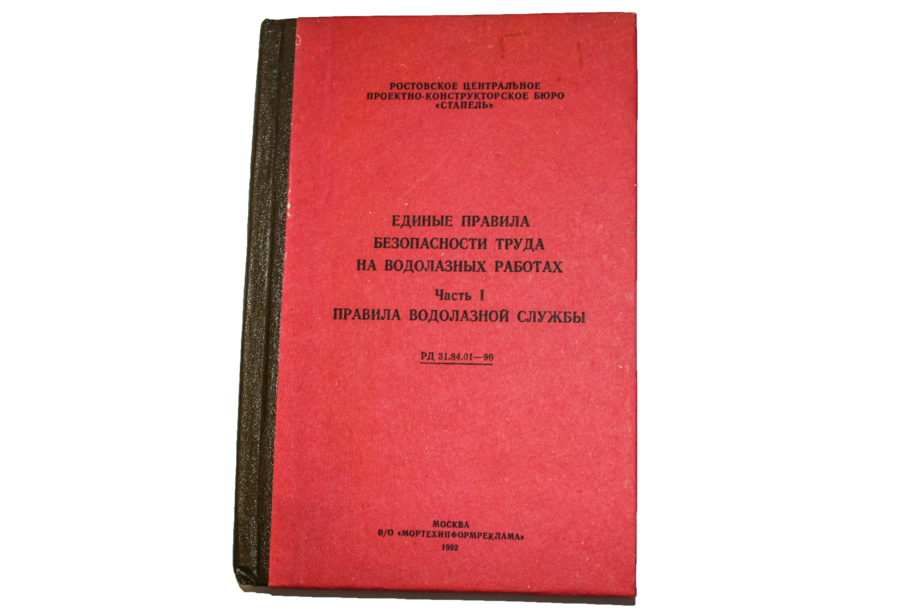 РОСТОВСКОЕ ЦЕНТРАЛЬНОЕ
ПРОЕКТНО-КОНСТРУКТОРСКОЕ БЮРО
«СТАПЕЛЬ»
ЕДИНЫЕ ПРАВИЛА
БЕЗОПАСНОСТИ ТРУДА
НА ВОДОЛАЗНЫХ РАБОТАХ
Часть I
ПРАВИЛА ВОДОЛАЗНОЙ СЛУЖБЫ
РД 31.84.01—90
МОСКВА
В/О «МОРТЕХИНФОРМРЕКЛАМА»
1992